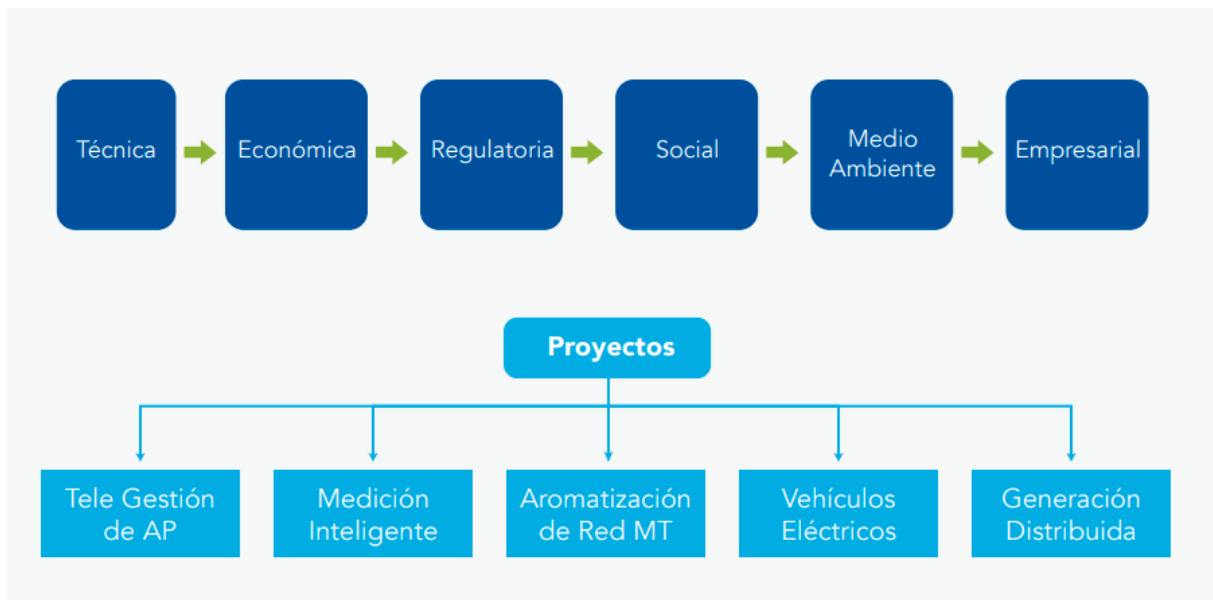 Técnica
Económica
Regulatoria
Social
Medio
Ambiente
Empresarial
Proyectos
Tele Gestión
de AP
Medición
Inteligente
Aromatización
de Red MT
Vehículos
Eléctricos
Generación
Distribuida